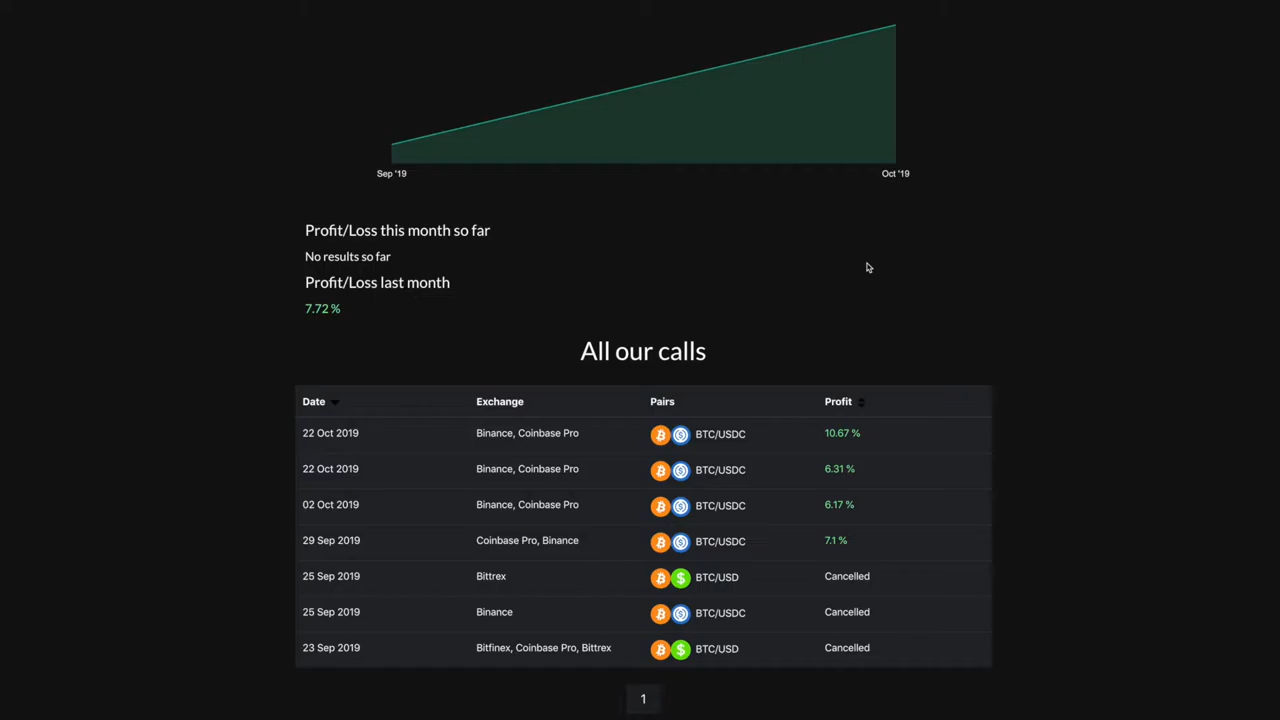 Sep '19 Oct '19
Profit/Loss this month so far
No results so far
Profit/Loss last month
7.72 %
All our calls
Date Exchange Pairs Profit
22 Oct 2019 Binance, Coinbase Pro BTC/USDC 10.67 %
22 Oct 2019 Binance, Coinbase Pro BTC/USDC 6.31 %
02 Oct 2019 Binance, Coinbase Pro BTC/USDC 6.17 %
29 Sep 2019 Coinbase Pro, Binance BTC/USDC 7.1 %
25 Sep 2019 Bittrex BTC/USD Cancelled
25 Sep 2019 Binance BTC/USDC Cancelled
23 Sep 2019 Bitfinex, Coinbase Pro, Bittrex BTC/USD Cancelled
1